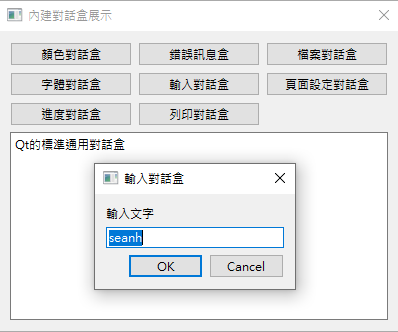 內建對話盒展示
顏色對話盒 錯誤訊息盒 檔案對話盒
字體對話盒 輸入對話盒 頁面設定對話盒
進度對話盒 列印對話盒
Qt的標準通用對話盒
輸入對話盒
輸入文字
seanh
OK Cancel